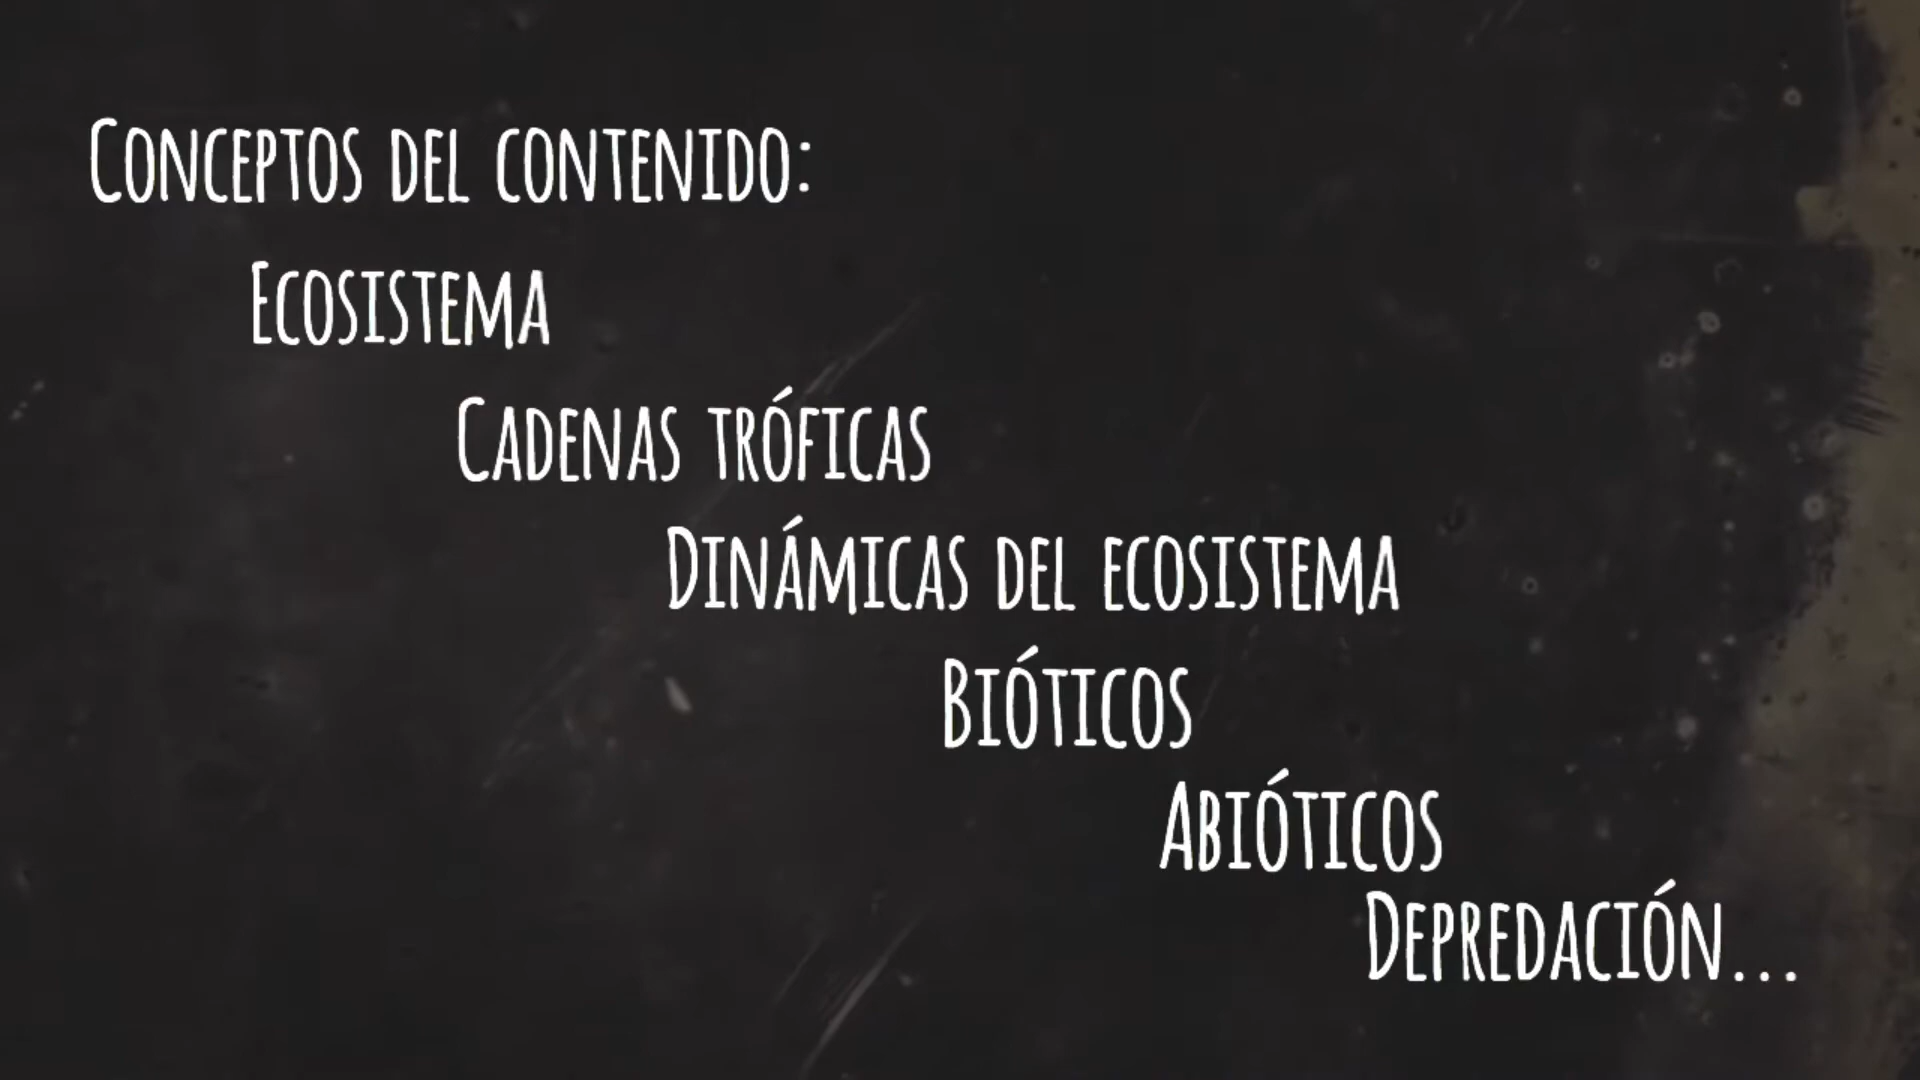 Conceptos del contenido:
Ecosistema
Cadenas tróficas
Dinámicas del ecosistema
Bióticos
Abióticos
Depredación...